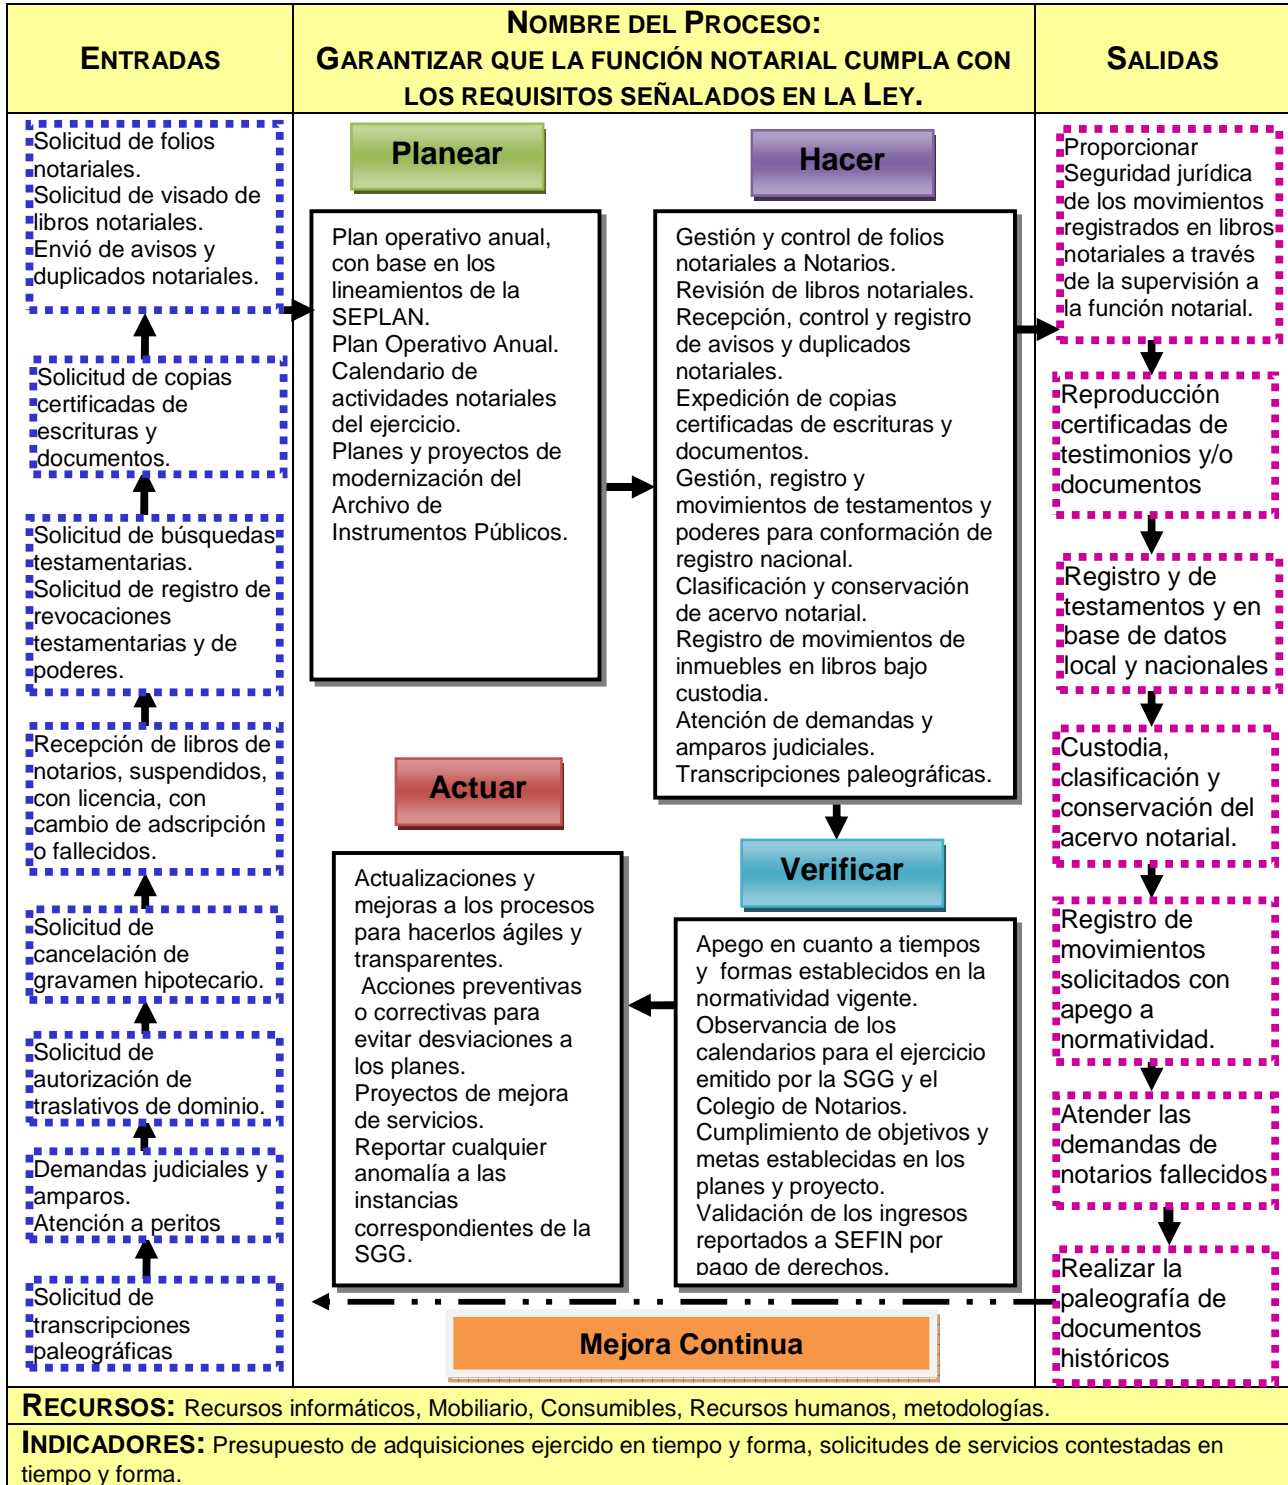 ENTRADAS
NOMBRE DEL PROCESO:
GARANTIZAR QUE LA FUNCIÓN NOTARIAL CUMPLA CON
LOS REQUISITOS SEÑALADOS EN LA LEY.
SALIDAS
Solicitud de folios
notariales.
Solicitud de visado de
libros notariales.
Envió de avisos y
duplicados notariales.
Solicitud de copias
certificadas de
escrituras y
documentos.
Solicitud de búsquedas
testamentarias.
Solicitud de registro de
revocaciones
testamentarias y de
poderes.
Recepción de libros de
notarios, suspendidos,
con licencia, con
cambio de adscripción
o fallecidos.
Solicitud de
cancelación de
gravamen hipotecario.
Solicitud de
autorización de
traslativos de dominio.
Demandas judiciales y
amparos.
Atención a peritos
Solicitud de
transcripciones
paleográficas
Planear
Plan operativo anual,
con base en los
lineamientos de la
SEPLAN.
Plan Operativo Anual.
Calendario de
actividades notariales
del ejercicio.
Planes y proyectos de
modernización del
Archivo de
Instrumentos Públicos.
Hacer
Gestión y control de folios
notariales a Notarios.
Revisión de libros notariales.
Recepción, control y registro
de avisos y duplicados
notariales.
Expedición de copias
certificadas de escrituras y
documentos.
Gestión, registro y
movimientos de testamentos y
poderes para conformación de
registro nacional.
Clasificación y conservación
de acervo notarial.
Registro de movimientos de
inmuebles en libros bajo
custodia.
Atención de demandas y
amparos judiciales.
Transcripciones paleográficas.
Actuar
Actualizaciones y
mejoras a los procesos
para hacerlos ágiles y
transparentes.
Acciones preventivas
o correctivas para
evitar desviaciones a
los planes.
Proyectos de mejora
de servicios.
Reportar cualquier
anomalía a las
instancias
correspondientes de la
SGG.
Verificar
Apego en cuanto a tiempos
y formas establecidos en la
normatividad vigente.
Observancia de los
calendarios para el ejercicio
emitido por la SGG y el
Colegio de Notarios.
Cumplimiento de objetivos y
metas establecidas en los
planes y proyecto.
Validación de los ingresos
reportados a SEFIN por
pago de derechos.
Mejora Continua
Proporcionar
Seguridad jurídica
de los movimientos
registrados en libros
notariales a través
de la supervisión a
la función notarial.
Reproducción
certificadas de
testimonios y/o
documentos
Registro y de
testamentos y en
base de datos
local y nacionales
Custodia,
clasificación y
conservación del
acervo notarial.
Registro de
movimientos
solicitados con
apego a
normatividad.
Atender las
demandas de
notarios fallecidos
Realizar la
paleografía de
documentos
históricos
RECURSOS: Recursos informáticos, Mobiliario, Consumibles, Recursos humanos, metodologías.
INDICADORES: Presupuesto de adquisiciones ejercido en tiempo y forma, solicitudes de servicios contestadas en
tiempo y forma.